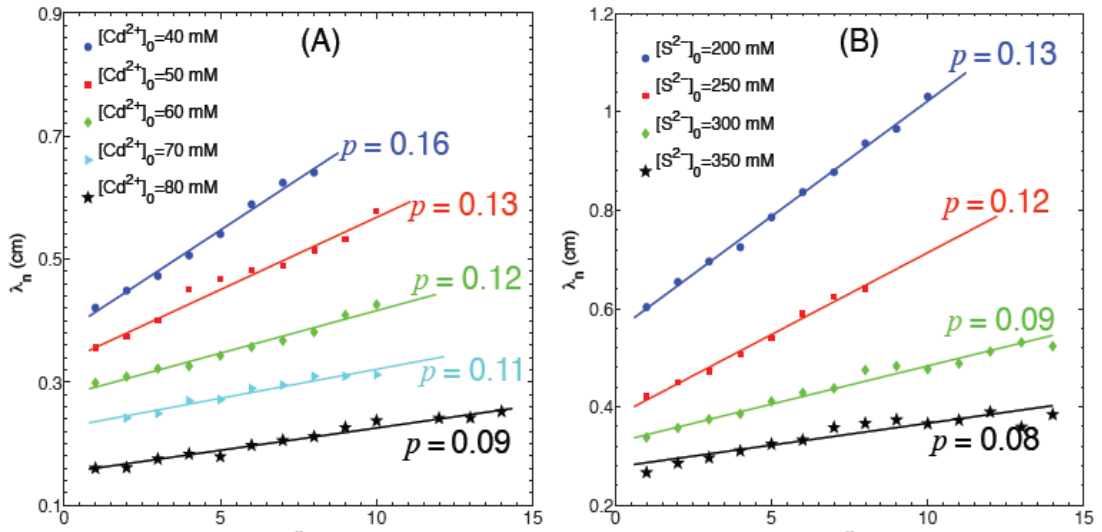 (A)
[Cd²⁺]₀=40 mM
[Cd²⁺]₀=50 mM
[Cd²⁺]₀=60 mM
[Cd²⁺]₀=70 mM
[Cd²⁺]₀=80 mM
p = 0.16
p = 0.13
p = 0.12
p = 0.11
p = 0.09
λₙ (cm)
0.9
0.7
0.5
0.3
0.1
0 5 10 15
(B)
[S²⁻]₀=200 mM
[S²⁻]₀=250 mM
[S²⁻]₀=300 mM
[S²⁻]₀=350 mM
p = 0.13
p = 0.12
p = 0.09
p = 0.08
λₙ (cm)
1.2
1
0.8
0.6
0.4
0.2
0 5 10 15